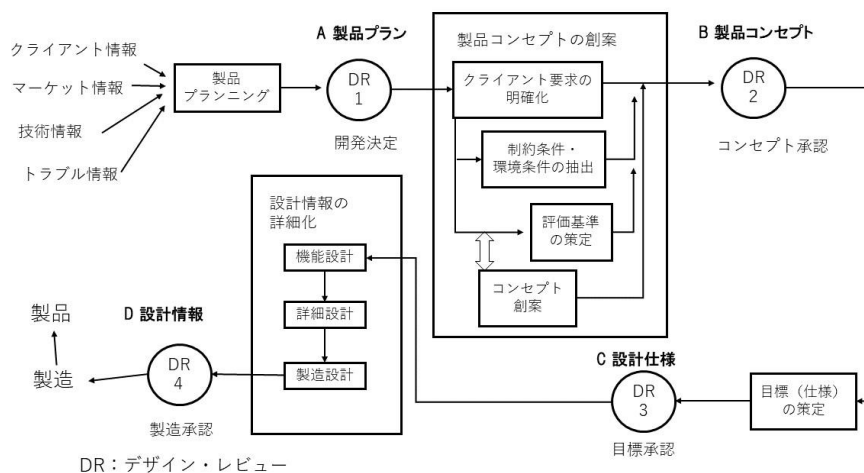 クライアント情報
マーケット情報
技術情報
トラブル情報
製品
プランニング
A 製品プラン
DR
1
開発決定
製品コンセプトの創案
クライアント要求の
明確化
制約条件・
環境条件の抽出
評価基準
の策定
コンセプト
創案
B 製品コンセプト
DR
2
コンセプト承認
目標（仕様）
の策定
C 設計仕様
DR
3
目標承認
設計情報の
詳細化
機能設計
詳細設計
製造設計
D 設計情報
DR
4
製造承認
製造
製品
DR：デザイン・レビュー